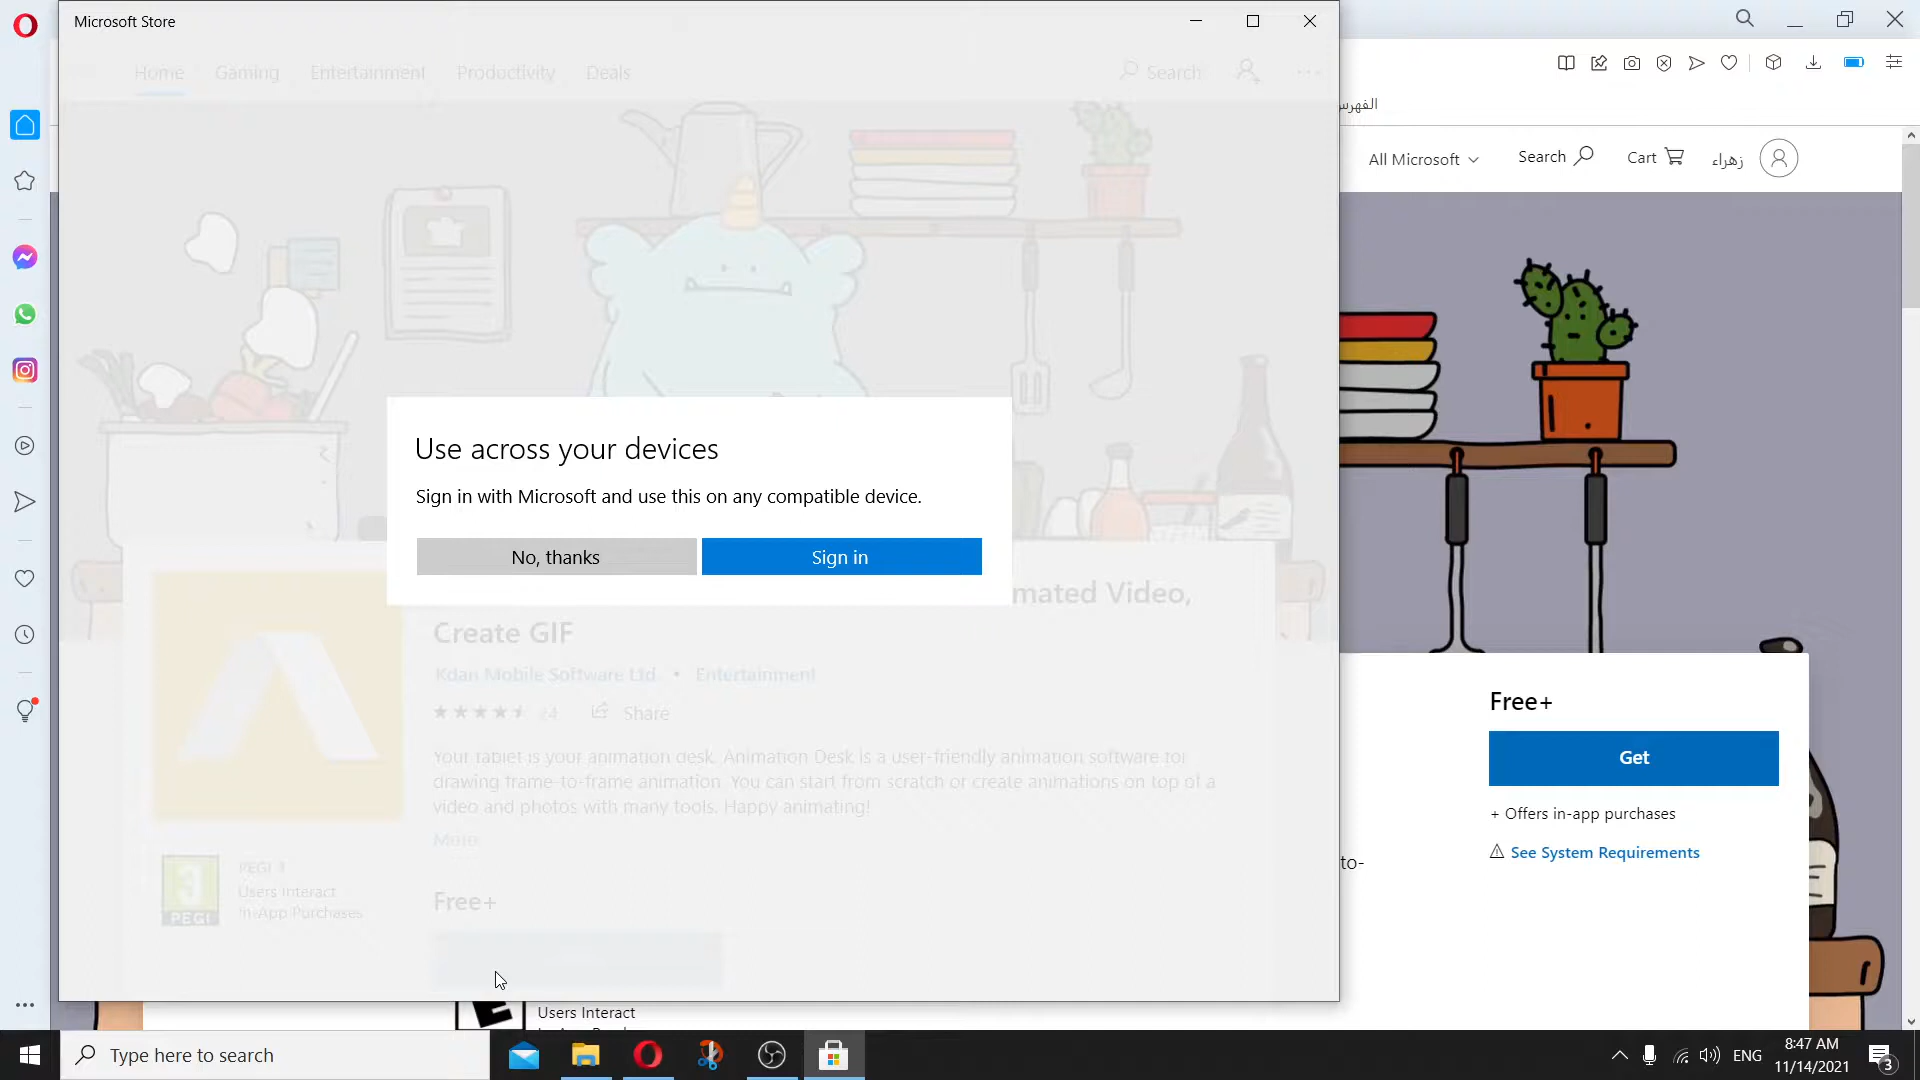 Microsoft Store
Home Gaming Entertainment Productivity Deals
Search
Use across your devices
Sign in with Microsoft and use this on any compatible device.
No, thanks
Sign in
mated Video,
Create GIF
Kdan Mobile Software Ltd. • Entertainment
24
Share
Your tablet is your animation desk. Animation Desk is a user-friendly animation software for
drawing frame-to-frame animation. You can start from scratch or create animations on top of a
video and photos with many tools. Happy animating!
More
3
PEGI
PEGI 3
Users Interact
In-App Purchases
Free+
Users Interact
الفهرس
All Microsoft
Search
Cart
زهراء
Free+
Get
+ Offers in-app purchases
See System Requirements
to-
Type here to search
ENG
8:47 AM
11/14/2021
3